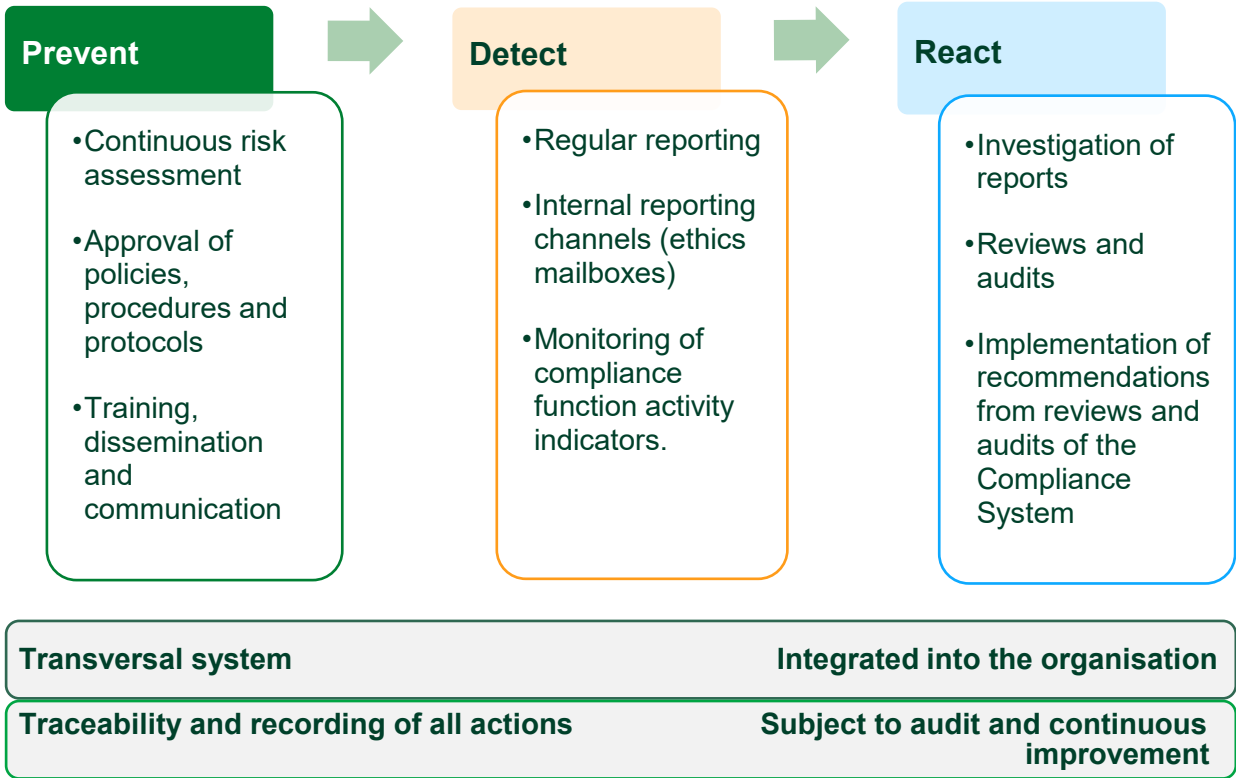 Prevent
•Continuous risk
assessment
•Approval of
policies,
procedures and
protocols
•Training,
dissemination
and
communication
Detect
•Regular reporting
•Internal reporting
channels (ethics
mailboxes)
•Monitoring of
compliance
function activity
indicators.
React
•Investigation of
reports
•Reviews and
audits
•Implementation of
recommendations
from reviews and
audits of the
Compliance
System
Transversal system
Integrated into the organisation
Traceability and recording of all actions
Subject to audit and continuous
improvement